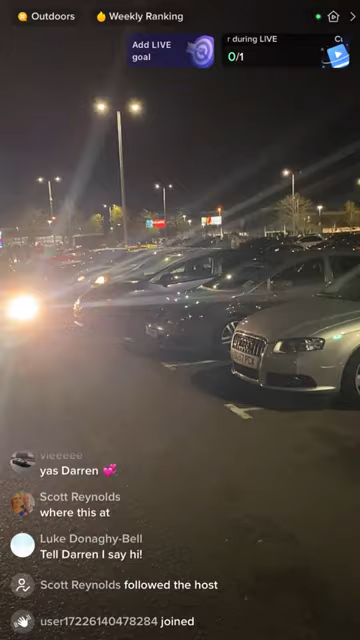 Outdoors
Weekly Ranking
Add LIVE
goal
r during LIVE
0/1
yas Darren 💕
Scott Reynolds
where this at
Luke Donaghy-Bell
Tell Darren I say hi!
Scott Reynolds followed the host
user17226140478284 joined